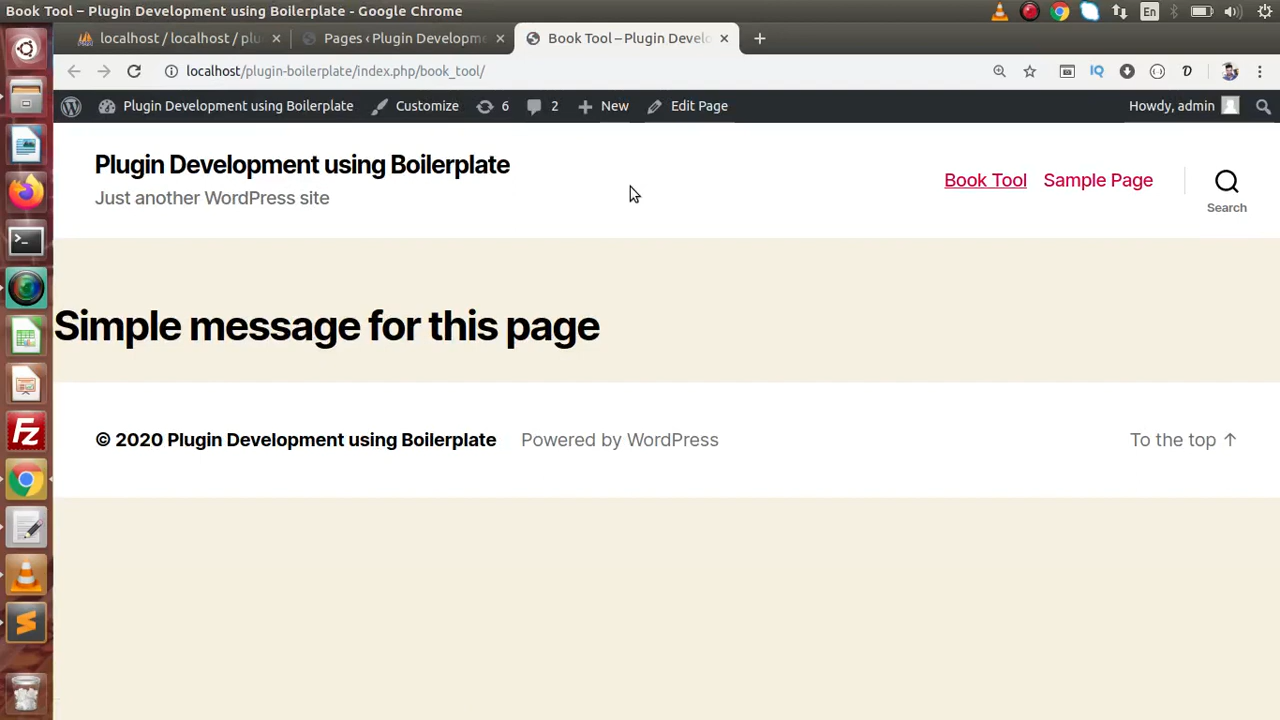 Book Tool – Plugin Development using Boilerplate - Google Chrome
En
localhost / localhost / plu
Pages ‹ Plugin Developme
Book Tool – Plugin Develo
localhost/plugin-boilerplate/index.php/book_tool/
IQ
Plugin Development using Boilerplate
Customize
6
2
New
Edit Page
Howdy, admin
Plugin Development using Boilerplate
Just another WordPress site
Book Tool
Sample Page
Search
Simple message for this page
© 2020 Plugin Development using Boilerplate
Powered by WordPress
To the top ↑
Fz